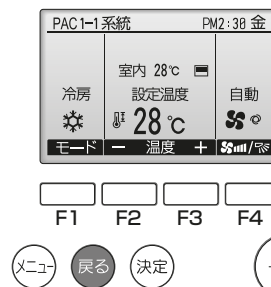 PAC1-1系統 PM2:30 金
室内 28℃
冷房 設定温度 自動
28℃
モード − 温度 +
F1 F2 F3 F4
メニュー 戻る 決定